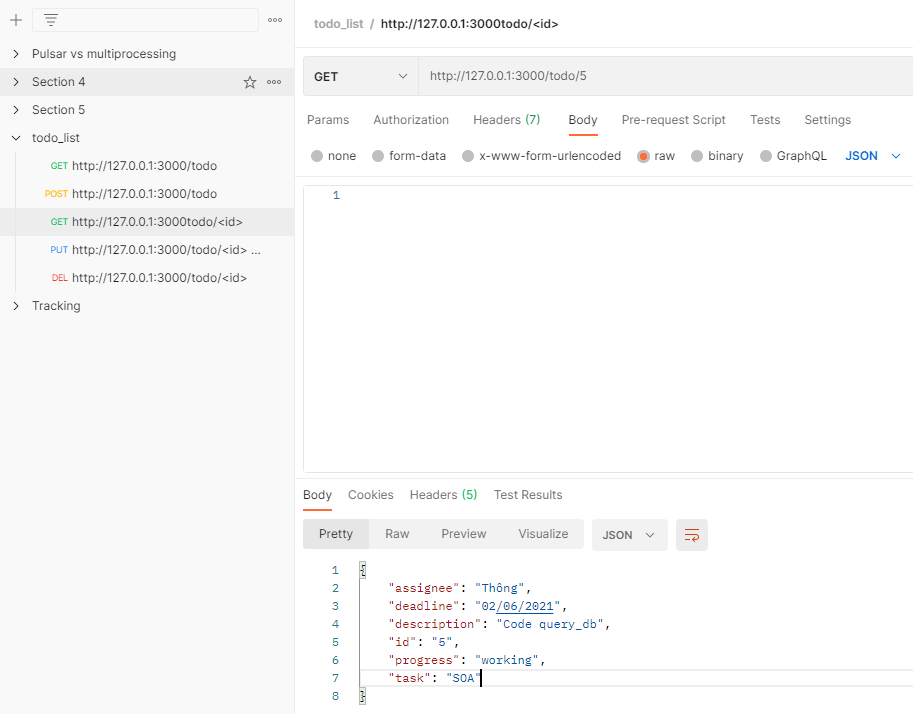 Pulsar vs multiprocessing
Section 4
Section 5
todo_list
GET http://127.0.0.1:3000/todo
POST http://127.0.0.1:3000/todo
GET http://127.0.0.1:3000todo/<id>
PUT http://127.0.0.1:3000/todo/<id> ...
DEL http://127.0.0.1:3000/todo/<id>
Tracking
todo_list / http://127.0.0.1:3000todo/<id>
GET http://127.0.0.1:3000/todo/5
Params Authorization Headers (7) Body Pre-request Script Tests Settings
none form-data x-www-form-urlencoded raw binary GraphQL JSON
1
Body Cookies Headers (5) Test Results
Pretty Raw Preview Visualize JSON
1 {
2 "assignee": "Thông",
3 "deadline": "02/06/2021",
4 "description": "Code query_db",
5 "id": "5",
6 "progress": "working",
7 "task": "SOA"
8 }